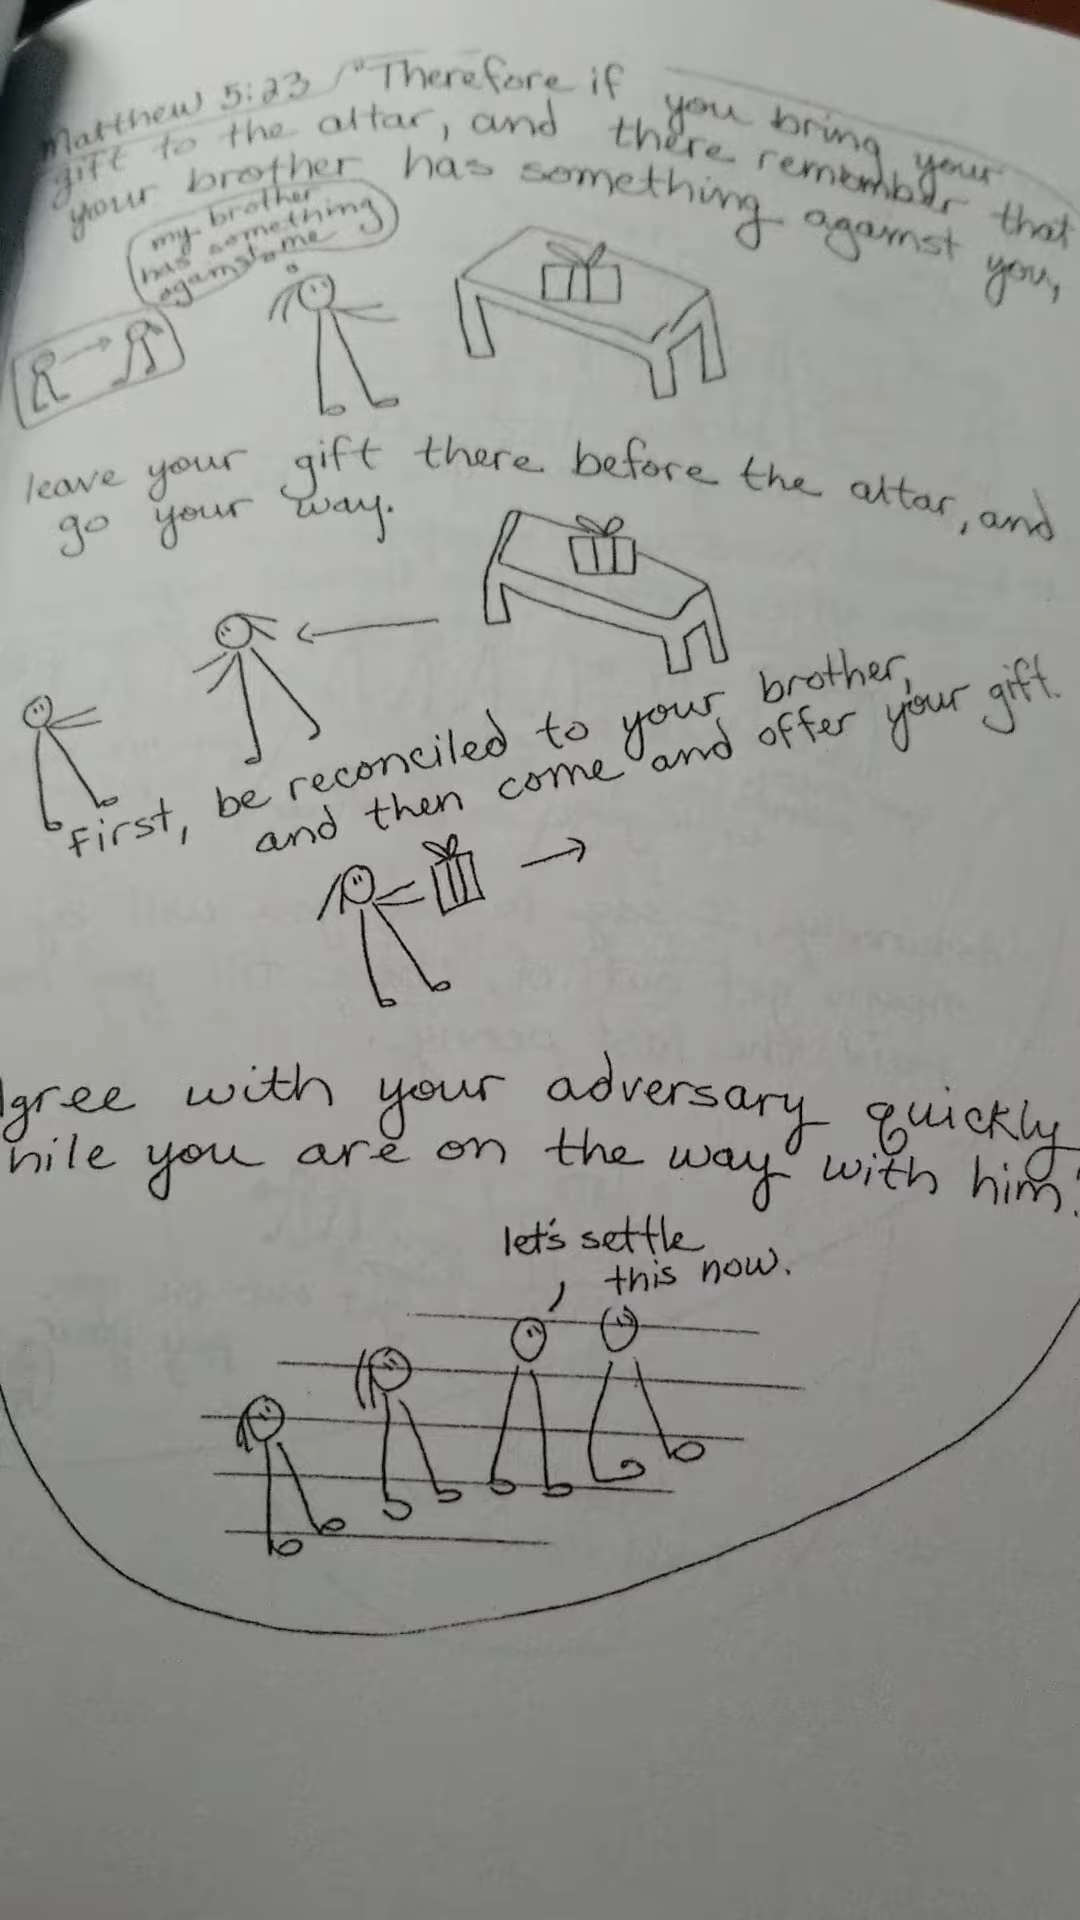 Matthew 5:23 "Therefore if you bring your
gift to the altar, and there remember that
your brother has something against you,
my brother
has something
against me
leave your gift there before the altar, and
go your way.
First, be reconciled to your brother,
and then come and offer your gift.
gree with your adversary quickly
hile you are on the way with him.
let's settle
this now.